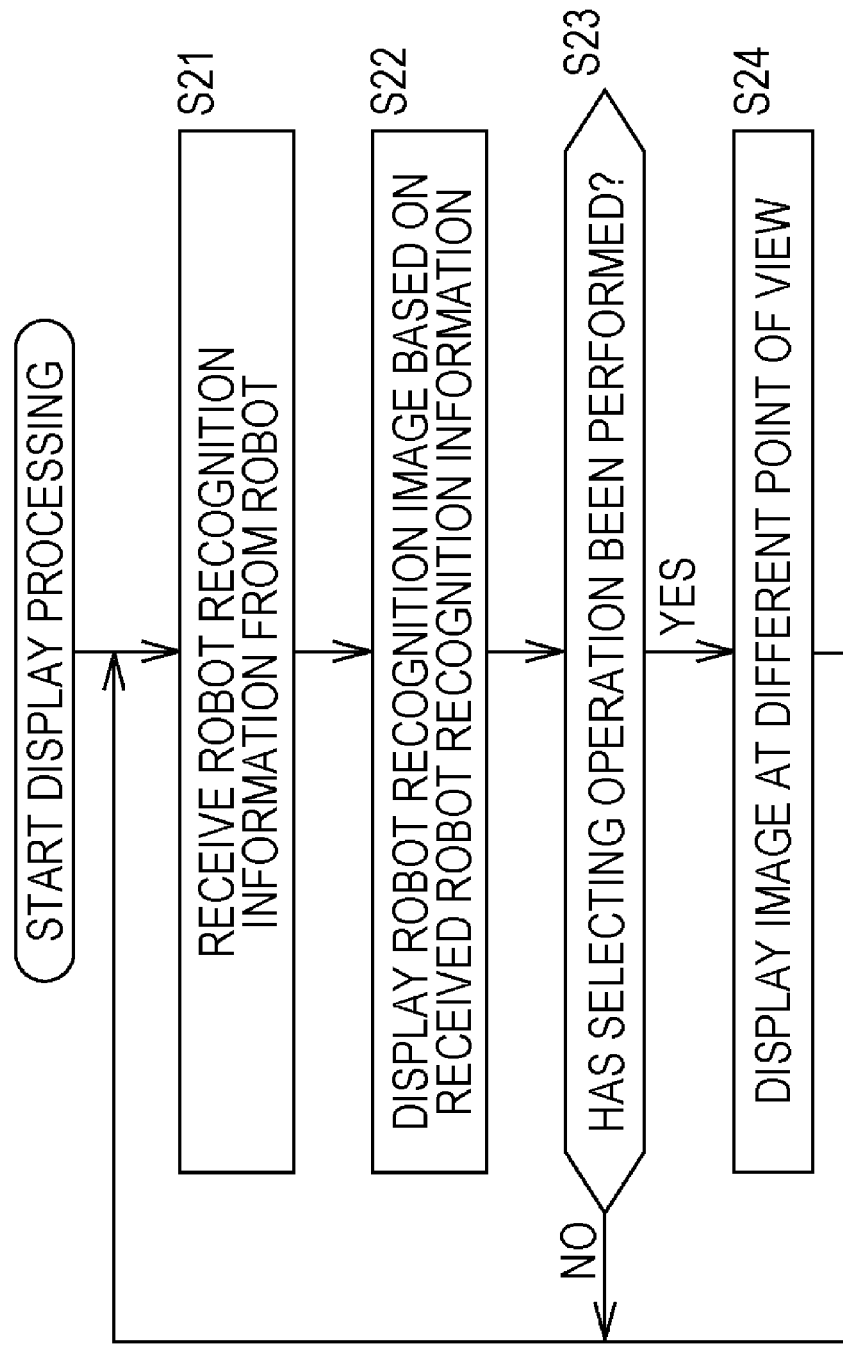 START DISPLAY PROCESSING
S21
RECEIVE ROBOT RECOGNITION
INFORMATION FROM ROBOT
S22
DISPLAY ROBOT RECOGNITION IMAGE BASED ON
RECEIVED ROBOT RECOGNITION INFORMATION
S23
HAS SELECTING OPERATION BEEN PERFORMED?
NO
YES
S24
DISPLAY IMAGE AT DIFFERENT POINT OF VIEW